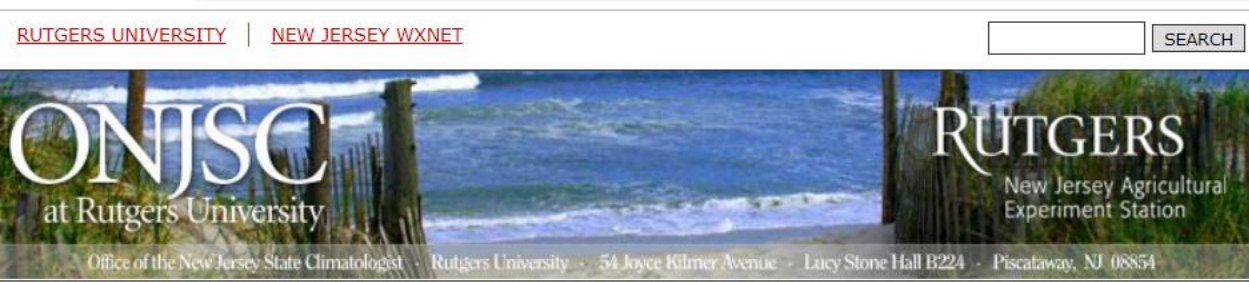 RUTGERS UNIVERSITY | NEW JERSEY WXNET
SEARCH
ONJSC
at Rutgers University
RUTGERS
New Jersey Agricultural
Experiment Station
Office of the New Jersey State Climatologist · Rutgers University · 54 Joyce Kilmer Avenue · Lucy Stone Hall B224 · Piscataway, NJ 08854